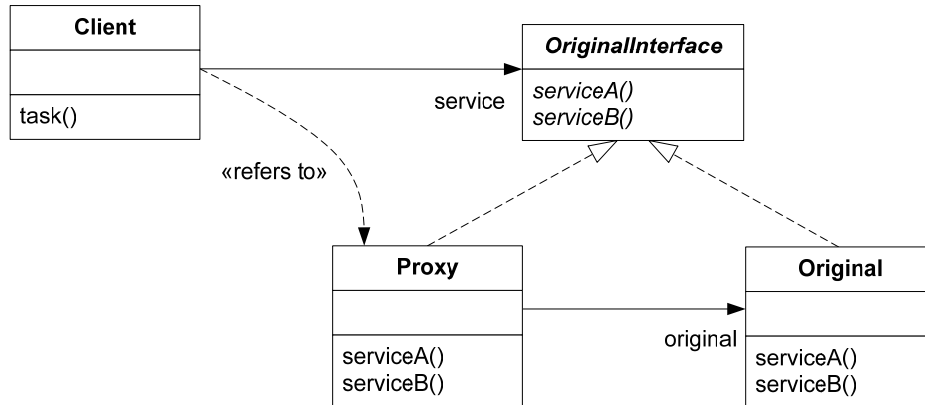 Client
task()
OriginalInterface
serviceA()
serviceB()
service
«refers to»
Proxy
serviceA()
serviceB()
original
Original
serviceA()
serviceB()